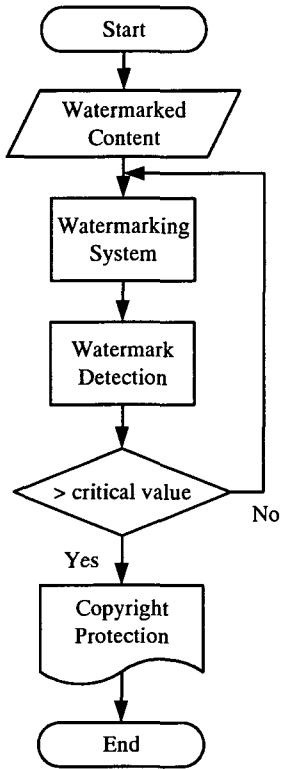 Start
Watermarked
Content
Watermarking
System
Watermark
Detection
> critical value
No
Yes
Copyright
Protection
End